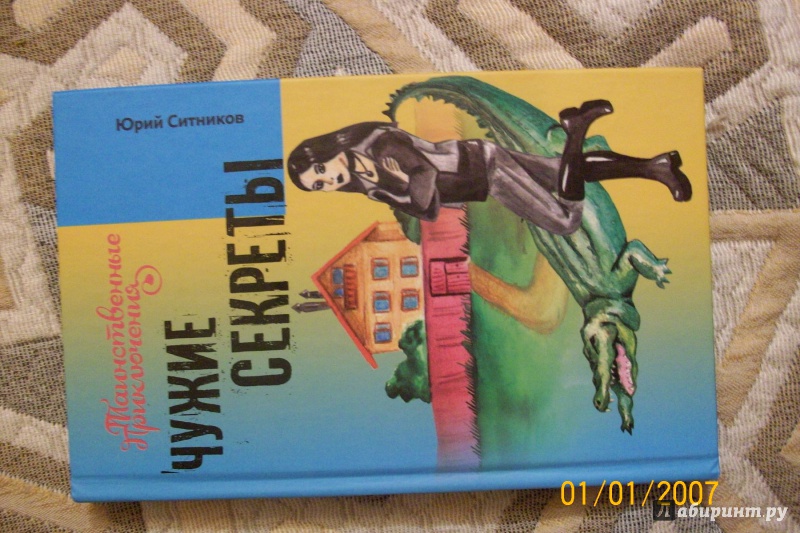 Юрий Ситников
Таинственные
Приключения
ЧУЖИЕ
СЕКРЕТЫ
01/01/2007
Лабиринт.ру